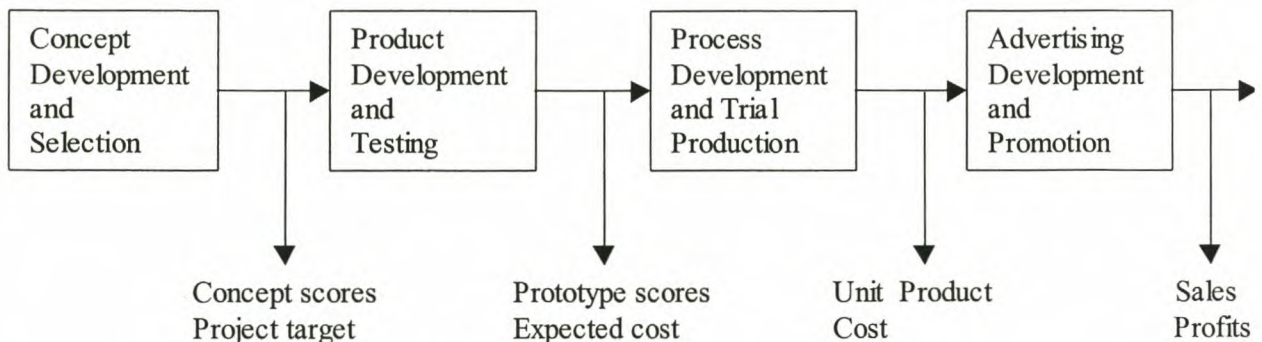 Concept
Development
and
Selection
Product
Development
and
Testing
Process
Development
and Trial
Production
Advertising
Development
and
Promotion
Concept scores
Project target
Prototype scores
Expected cost
Unit Product
Cost
Sales
Profits